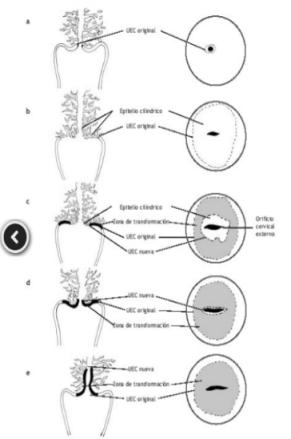 a
UEC original
b
Epitelio cilíndrico
UEC original
c
Epitelio cilíndrico
Zona de transformación
UEC original
UEC nueva
Orificio
cervical
externo
d
UEC nueva
UEC original
Zona de transformación
e
UEC nueva
Zona de transformación
UEC original